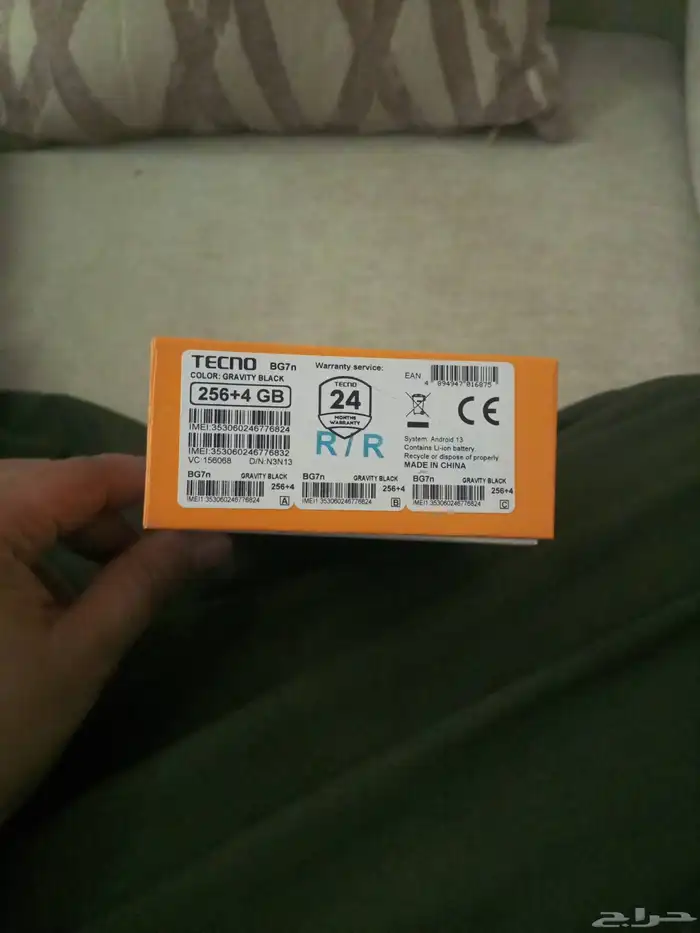 TECNO BG7n
COLOR: GRAVITY BLACK
256+4 GB
IMEI:353060246776824
IMEI:353060246776832
VC:156068 D/N:N3N13
Warranty service:
TECNO
24
MONTHS
WARRANTY
R/R
EAN
4 894947 016875
CE
System: Android 13
Contains Li-ion battery
Recycle or dispose of properly
MADE IN CHINA
BG7n GRAVITY BLACK
256+4
IMEI1:353060246776824 A
BG7n GRAVITY BLACK
256+4
IMEI1:353060246776824 B
BG7n GRAVITY BLACK
256+4
IMEI1:353060246776824 C
حراج